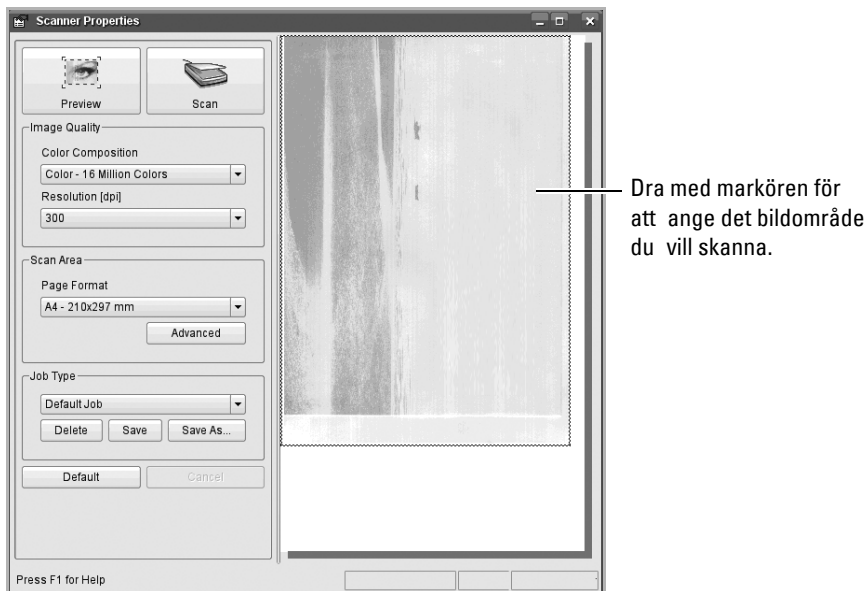 Scanner Properties
Preview
Scan
Image Quality
Color Composition
Color - 16 Million Colors
Resolution [dpi]
300
Scan Area
Page Format
A4 - 210x297 mm
Advanced
Job Type
Default Job
Delete
Save
Save As...
Default
Cancel
Press F1 for Help
Dra med markören för
att ange det bildområde
du vill skanna.